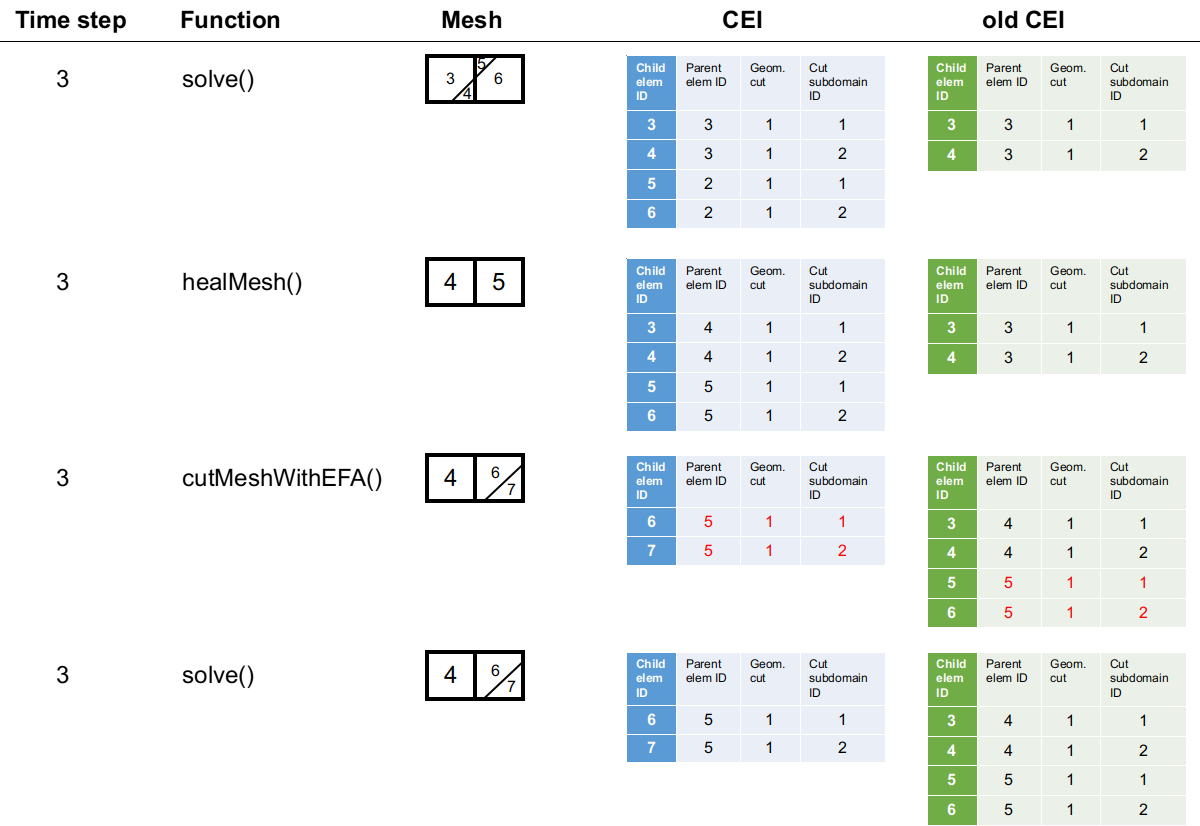 Time step Function Mesh CEI old CEI
3 solve() 3 4 5 6
Child elem ID Parent elem ID Geom. cut Cut subdomain ID
3 3 1 1
4 3 1 2
5 2 1 1
6 2 1 2
Child elem ID Parent elem ID Geom. cut Cut subdomain ID
3 3 1 1
4 3 1 2
3 healMesh() 4 5
Child elem ID Parent elem ID Geom. cut Cut subdomain ID
3 4 1 1
4 4 1 2
5 5 1 1
6 5 1 2
Child elem ID Parent elem ID Geom. cut Cut subdomain ID
3 3 1 1
4 3 1 2
3 cutMeshWithEFA() 4 6 7
Child elem ID Parent elem ID Geom. cut Cut subdomain ID
6 5 1 1
7 5 1 2
Child elem ID Parent elem ID Geom. cut Cut subdomain ID
3 4 1 1
4 4 1 2
5 5 1 1
6 5 1 2
3 solve() 4 6 7
Child elem ID Parent elem ID Geom. cut Cut subdomain ID
6 5 1 1
7 5 1 2
Child elem ID Parent elem ID Geom. cut Cut subdomain ID
3 4 1 1
4 4 1 2
5 5 1 1
6 5 1 2